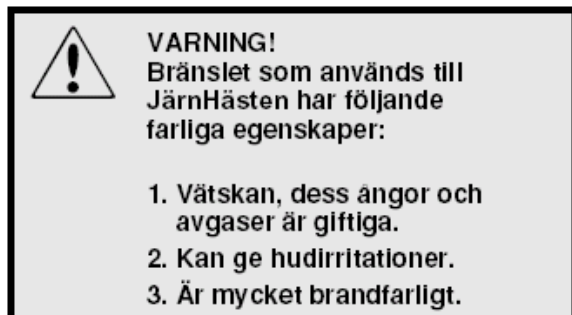 VARNING!
Bränslet som används till
JärnHästen har följande
farliga egenskaper:
1. Vätskan, dess ångor och
avgaser är giftiga.
2. Kan ge hudirritationer.
3. Är mycket brandfarligt.